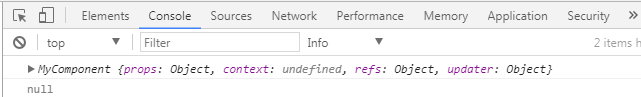 Elements Console Sources Network Performance Memory Application Security »
top Filter Info 2 items h
MyComponent {props: Object, context: undefined, refs: Object, updater: Object}
null